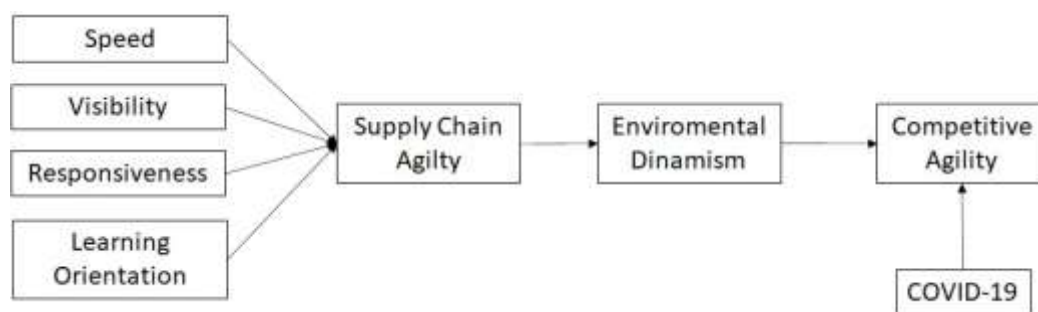 Speed
Visibility
Responsiveness
Learning
Orientation
Supply Chain
Agilty
Enviromental
Dinamism
Competitive
Agility
COVID-19